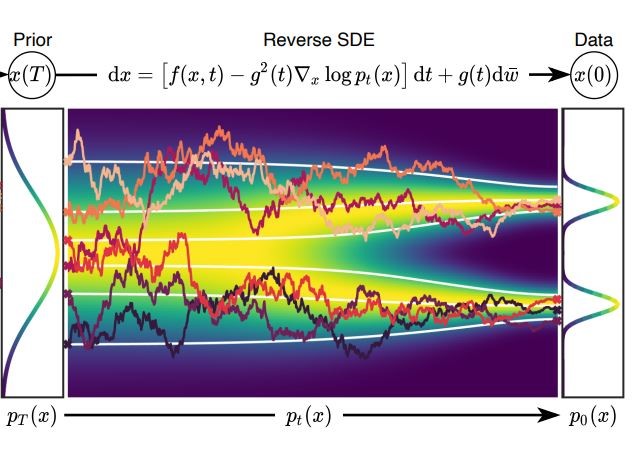 Prior Reverse SDE Data
x(T) dx = [f(x, t) − g²(t)∇ₓ log pₜ(x)] dt + g(t)dw̄ x(0)
p_T(x) pₜ(x) p₀(x)